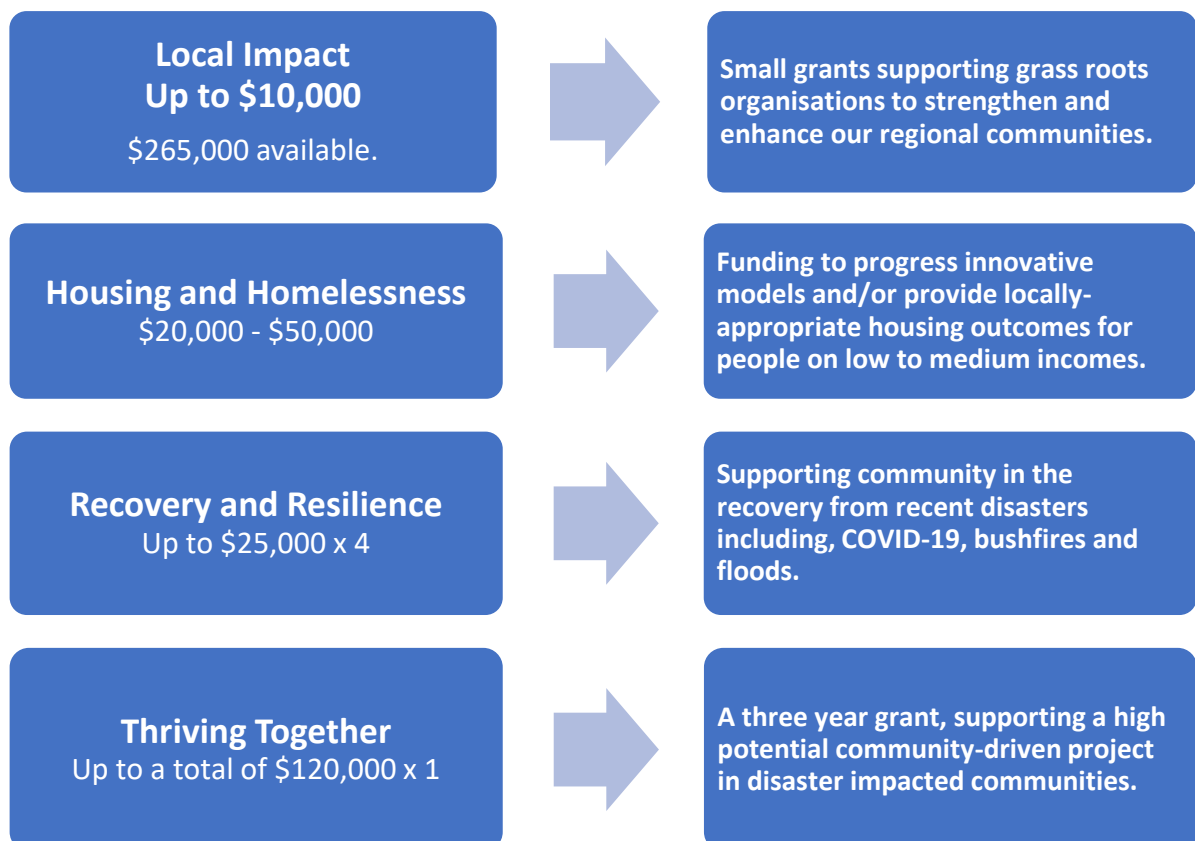 Local Impact
Up to $10,000
$265,000 available.
Small grants supporting grass roots
organisations to strengthen and
enhance our regional communities.
Housing and Homelessness
$20,000 - $50,000
Funding to progress innovative
models and/or provide locally-
appropriate housing outcomes for
people on low to medium incomes.
Recovery and Resilience
Up to $25,000 x 4
Supporting community in the
recovery from recent disasters
including, COVID-19, bushfires and
floods.
Thriving Together
Up to a total of $120,000 x 1
A three year grant, supporting a high
potential community-driven project
in disaster impacted communities.